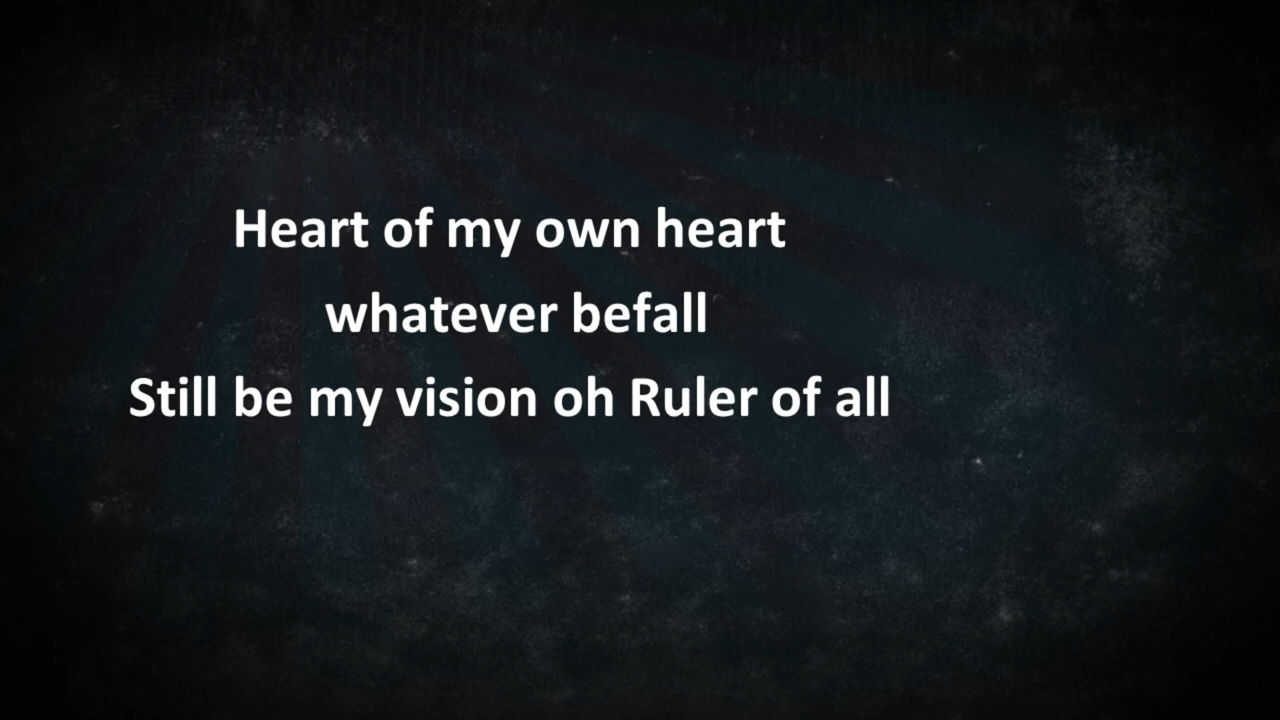 Heart of my own heart
whatever befall
Still be my vision oh Ruler of all